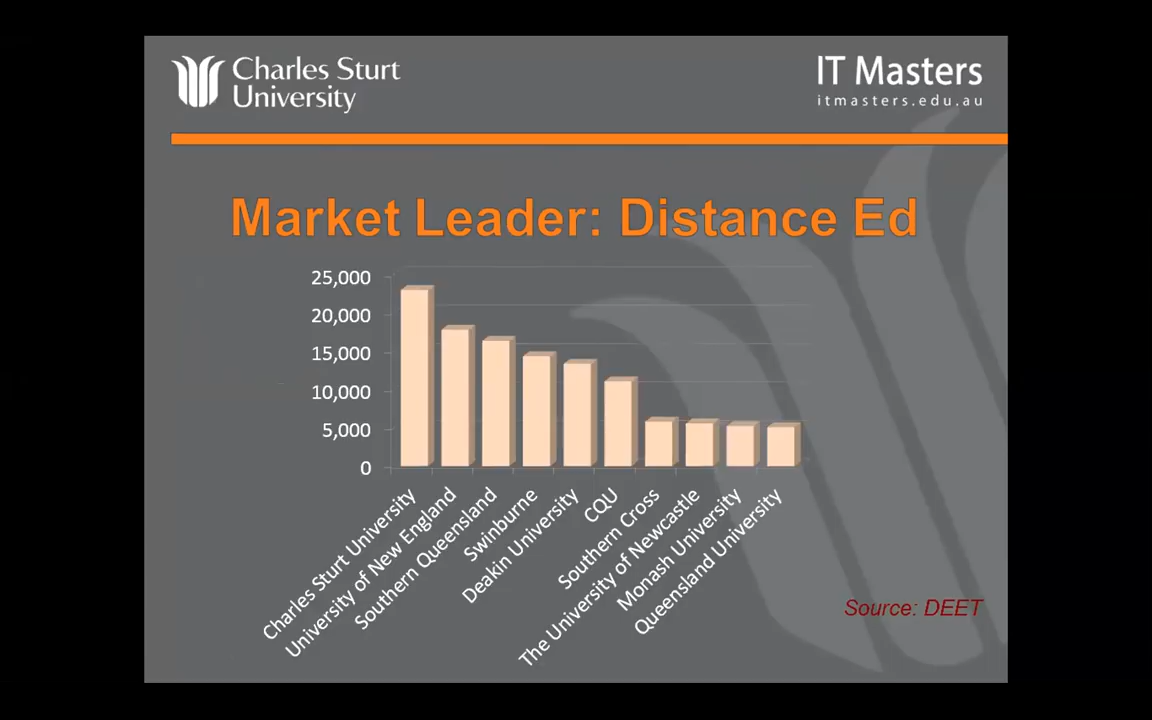 Charles Sturt
University
IT Masters
itmasters.edu.au
Market Leader: Distance Ed
25,000
20,000
15,000
10,000
5,000
0
Charles Sturt University
University of New England
Southern Queensland
Swinburne
Deakin University
CQU
Southern Cross
The University of Newcastle
Monash University
Queensland University
Source: DEET